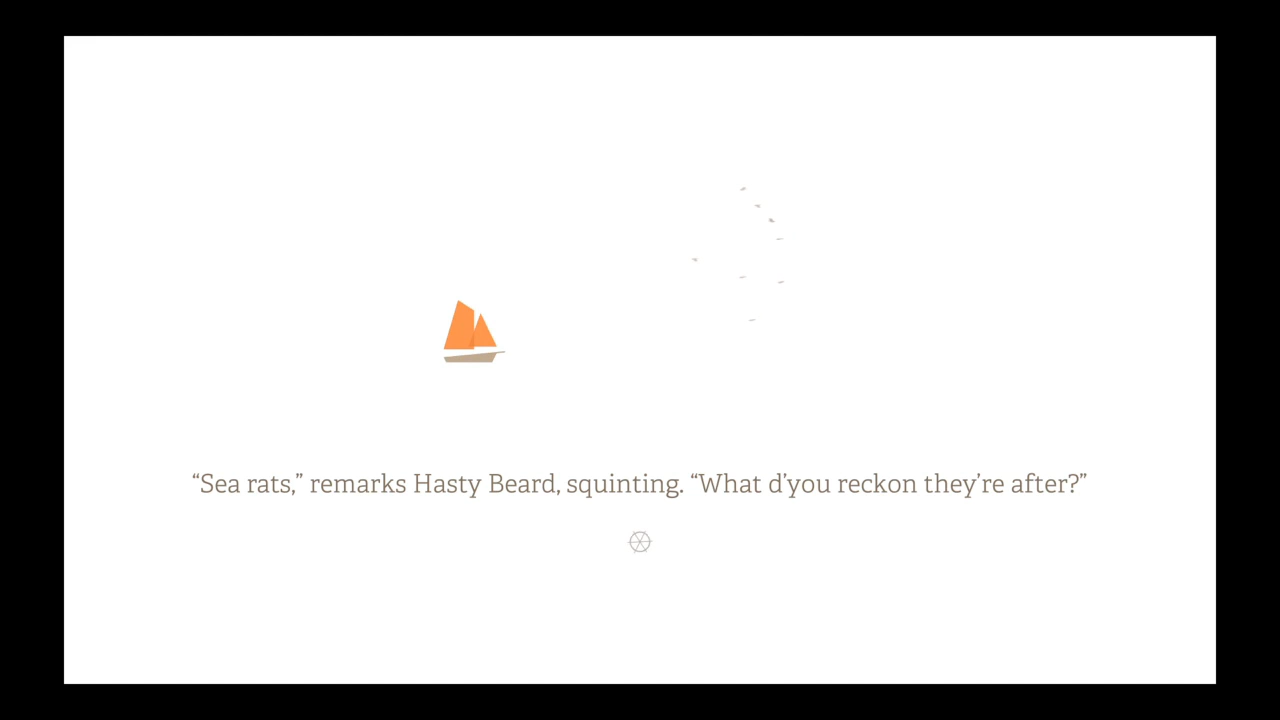 “Sea rats,” remarks Hasty Beard, squinting. “What d’you reckon they’re after?”